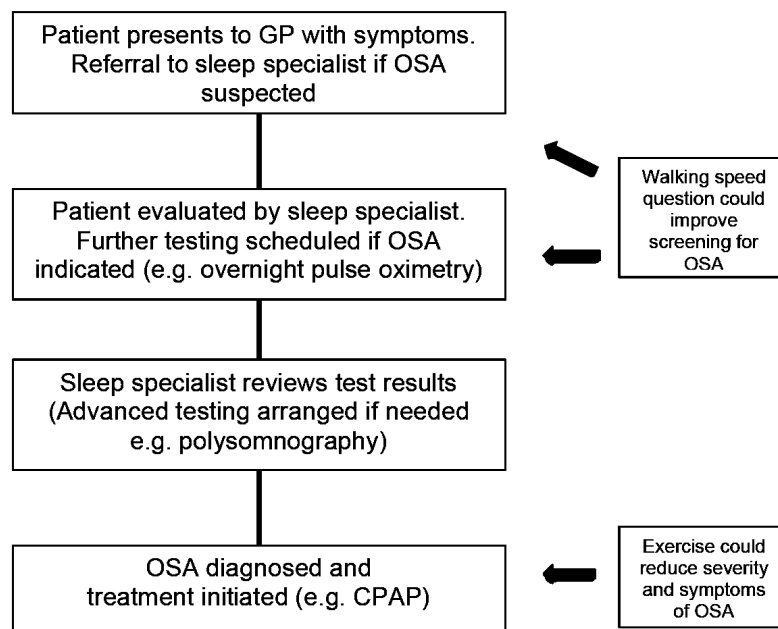 Patient presents to GP with symptoms.
Referral to sleep specialist if OSA
suspected
Walking speed
question could
improve
screening for
OSA
Patient evaluated by sleep specialist.
Further testing scheduled if OSA
indicated (e.g. overnight pulse oximetry)
Sleep specialist reviews test results
(Advanced testing arranged if needed
e.g. polysomnography)
OSA diagnosed and
treatment initiated (e.g. CPAP)
Exercise could
reduce severity
and symptoms
of OSA